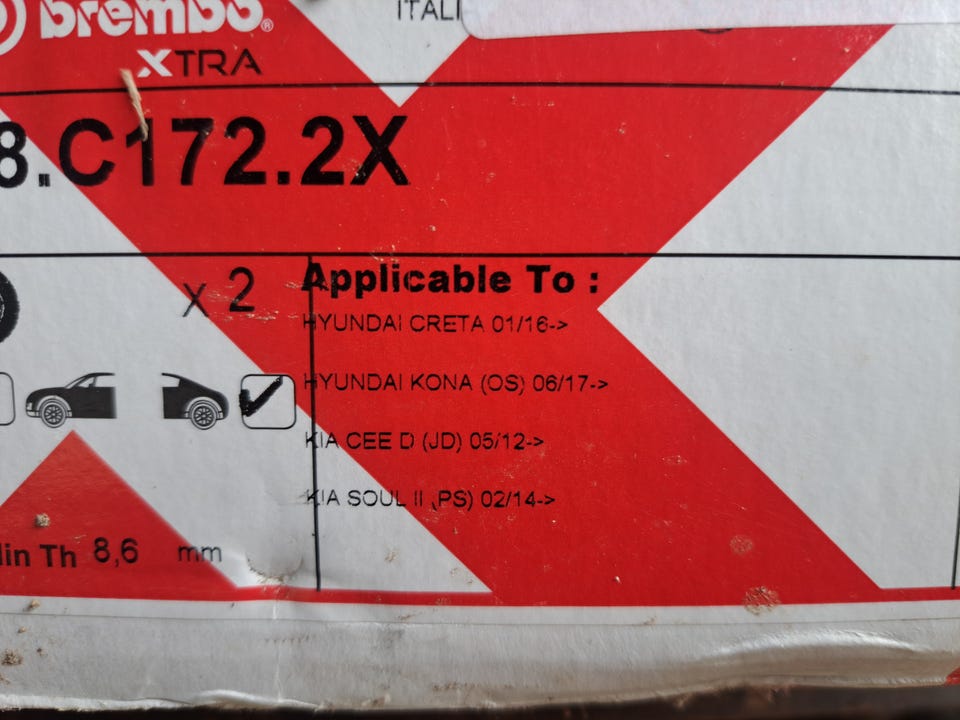 brembo®
ITALI
XTRA
8.C172.2X
x 2
Applicable To :
HYUNDAI CRETA 01/16->
HYUNDAI KONA (OS) 06/17->
KIA CEE D (JD) 05/12->
KIA SOUL II (PS) 02/14->
in Th 8,6 mm